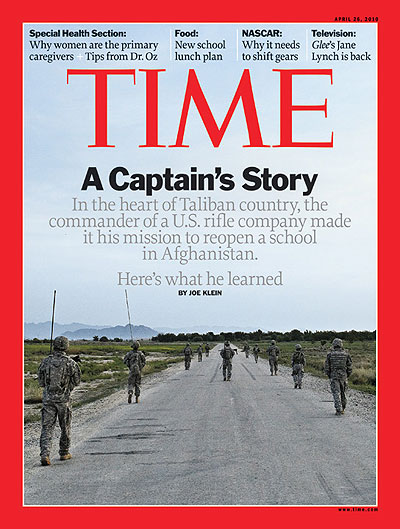 APRIL 26, 2010
Special Health Section:
Why women are the primary
caregivers + Tips from Dr. Oz
Food:
New school
lunch plan
NASCAR:
Why it needs
to shift gears
Television:
Glee's Jane
Lynch is back
TIME
A Captain's Story
In the heart of Taliban country, the
commander of a U.S. rifle company made
it his mission to reopen a school
in Afghanistan.
Here's what he learned
BY JOE KLEIN
www.time.com